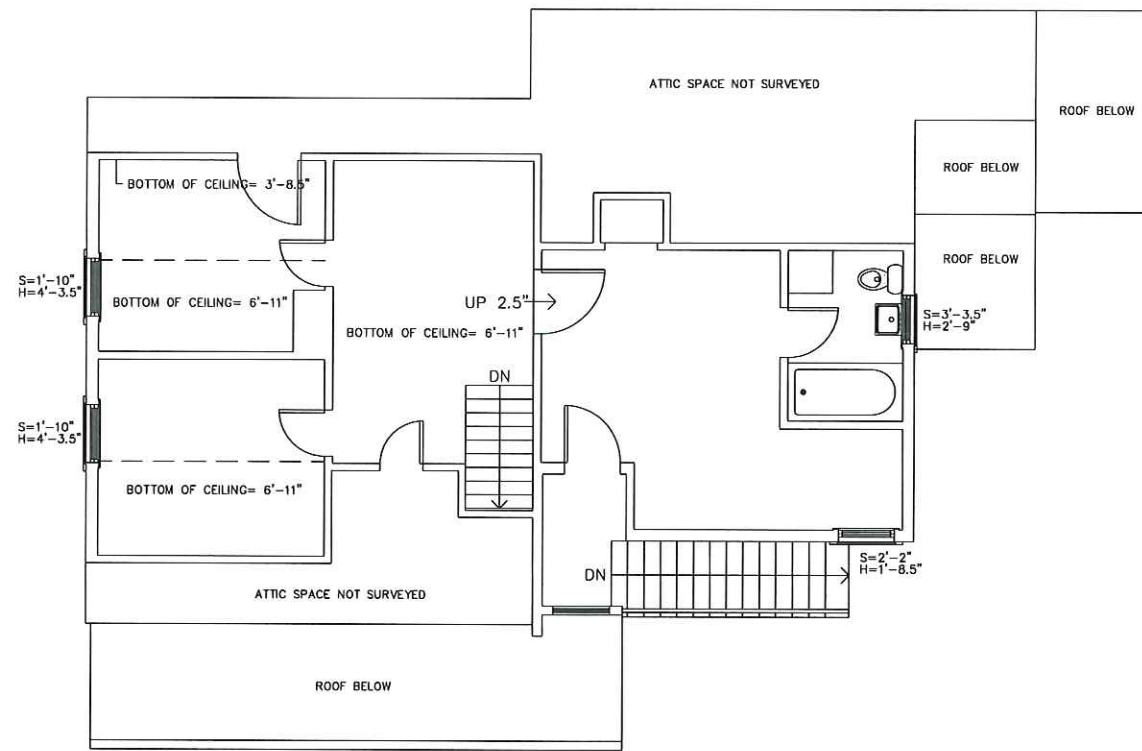 ATTIC SPACE NOT SURVEYED
ROOF BELOW
ROOF BELOW
BOTTOM OF CEILING= 3'-8.5"
ROOF BELOW
S=1'-10"
H=4'-3.5"
BOTTOM OF CEILING= 6'-11"
UP 2.5"
BOTTOM OF CEILING= 6'-11"
S=3'-3.5"
H=2'-9"
DN
S=1'-10"
H=4'-3.5"
BOTTOM OF CEILING= 6'-11"
S=2'-2"
H=1'-8.5"
DN
ATTIC SPACE NOT SURVEYED
ROOF BELOW